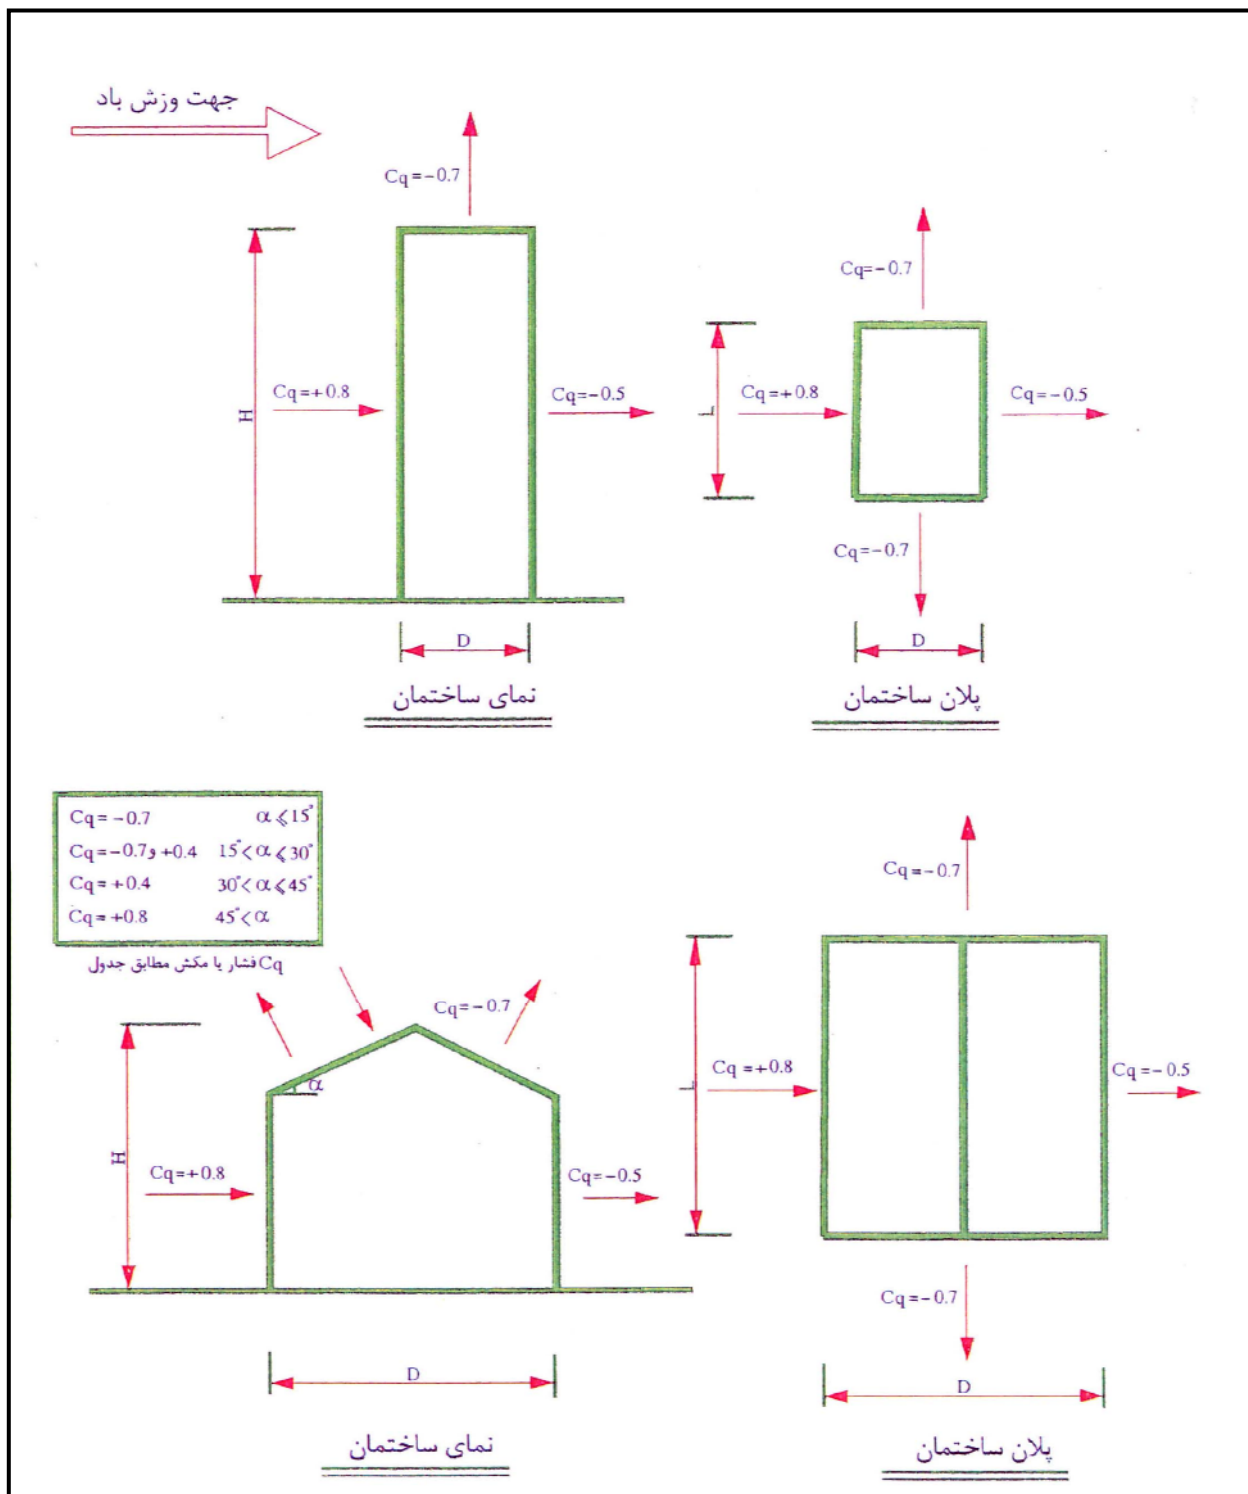 جهت وزش باد
Cq=-0.7
H
Cq=+0.8
Cq=-0.5
D
نمای ساختمان
Cq=-0.7
L
Cq=+0.8
Cq=-0.5
Cq=-0.7
D
پلان ساختمان
Cq=-0.7 α⩽15°
Cq=-0.7و +0.4 15°<α⩽30°
Cq=+0.4 30°<α⩽45°
Cq=+0.8 45°<α
Cq فشار یا مکش مطابق جدول
Cq=-0.7
α
H
Cq=+0.8
Cq=-0.5
D
نمای ساختمان
Cq=-0.7
L
Cq=+0.8
Cq=-0.5
Cq=-0.7
D
پلان ساختمان